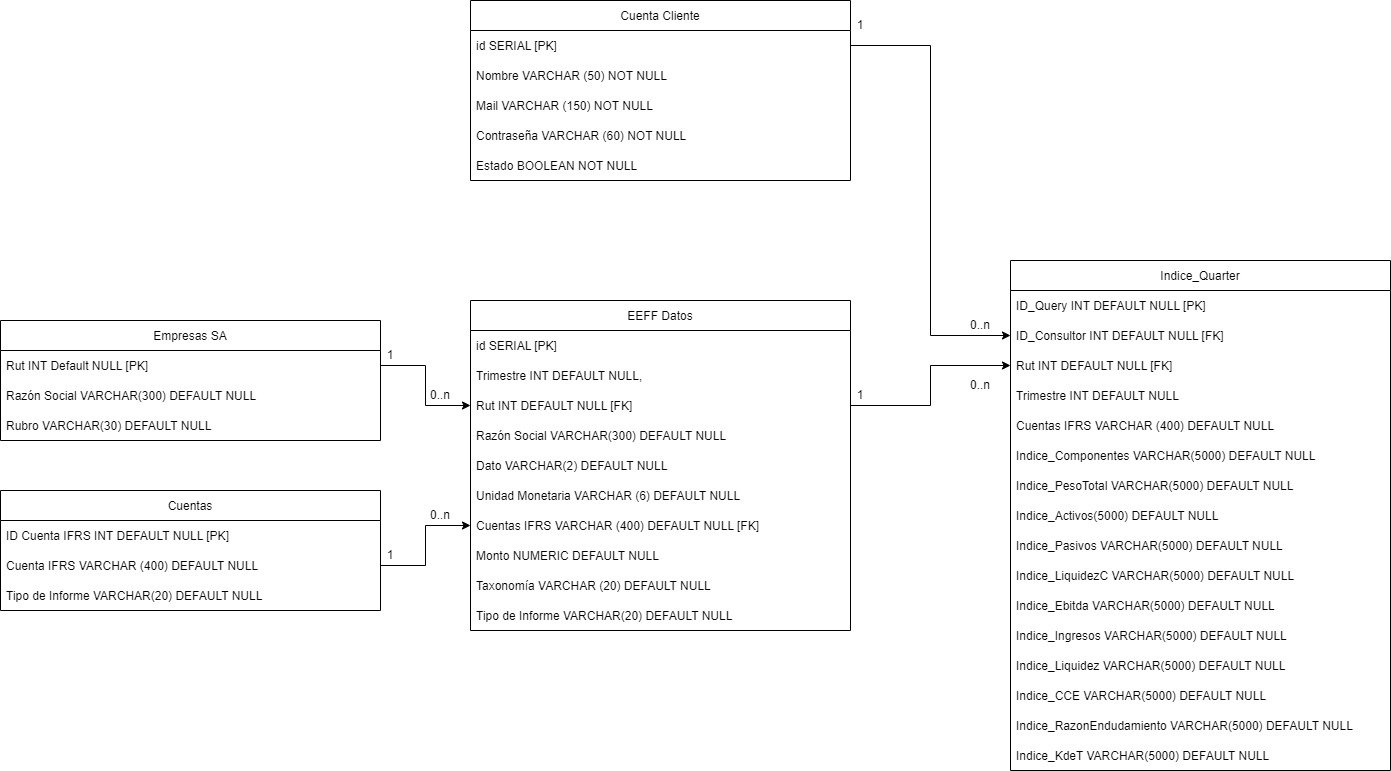 Cuenta Cliente
id SERIAL [PK]
Nombre VARCHAR (50) NOT NULL
Mail VARCHAR (150) NOT NULL
Contraseña VARCHAR (60) NOT NULL
Estado BOOLEAN NOT NULL
1
0..n
Empresas SA
Rut INT Default NULL [PK]
Razón Social VARCHAR(300) DEFAULT NULL
Rubro VARCHAR(30) DEFAULT NULL
1
0..n
Cuentas
ID Cuenta IFRS INT DEFAULT NULL [PK]
Cuenta IFRS VARCHAR (400) DEFAULT NULL
Tipo de Informe VARCHAR(20) DEFAULT NULL
1
0..n
EEFF Datos
id SERIAL [PK]
Trimestre INT DEFAULT NULL,
Rut INT DEFAULT NULL [FK]
Razón Social VARCHAR(300) DEFAULT NULL
Dato VARCHAR(2) DEFAULT NULL
Unidad Monetaria VARCHAR (6) DEFAULT NULL
Cuentas IFRS VARCHAR (400) DEFAULT NULL [FK]
Monto NUMERIC DEFAULT NULL
Taxonomía VARCHAR (20) DEFAULT NULL
Tipo de Informe VARCHAR(20) DEFAULT NULL
1
0..n
Indice_Quarter
ID_Query INT DEFAULT NULL [PK]
ID_Consultor INT DEFAULT NULL [FK]
Rut INT DEFAULT NULL [FK]
Trimestre INT DEFAULT NULL
Cuentas IFRS VARCHAR (400) DEFAULT NULL
Indice_Componentes VARCHAR(5000) DEFAULT NULL
Indice_PesoTotal VARCHAR(5000) DEFAULT NULL
Indice_Activos(5000) DEFAULT NULL
Indice_Pasivos VARCHAR(5000) DEFAULT NULL
Indice_LiquidezC VARCHAR(5000) DEFAULT NULL
Indice_Ebitda VARCHAR(5000) DEFAULT NULL
Indice_Ingresos VARCHAR(5000) DEFAULT NULL
Indice_Liquidez VARCHAR(5000) DEFAULT NULL
Indice_CCE VARCHAR(5000) DEFAULT NULL
Indice_RazonEndudamiento VARCHAR(5000) DEFAULT NULL
Indice_KdeT VARCHAR(5000) DEFAULT NULL